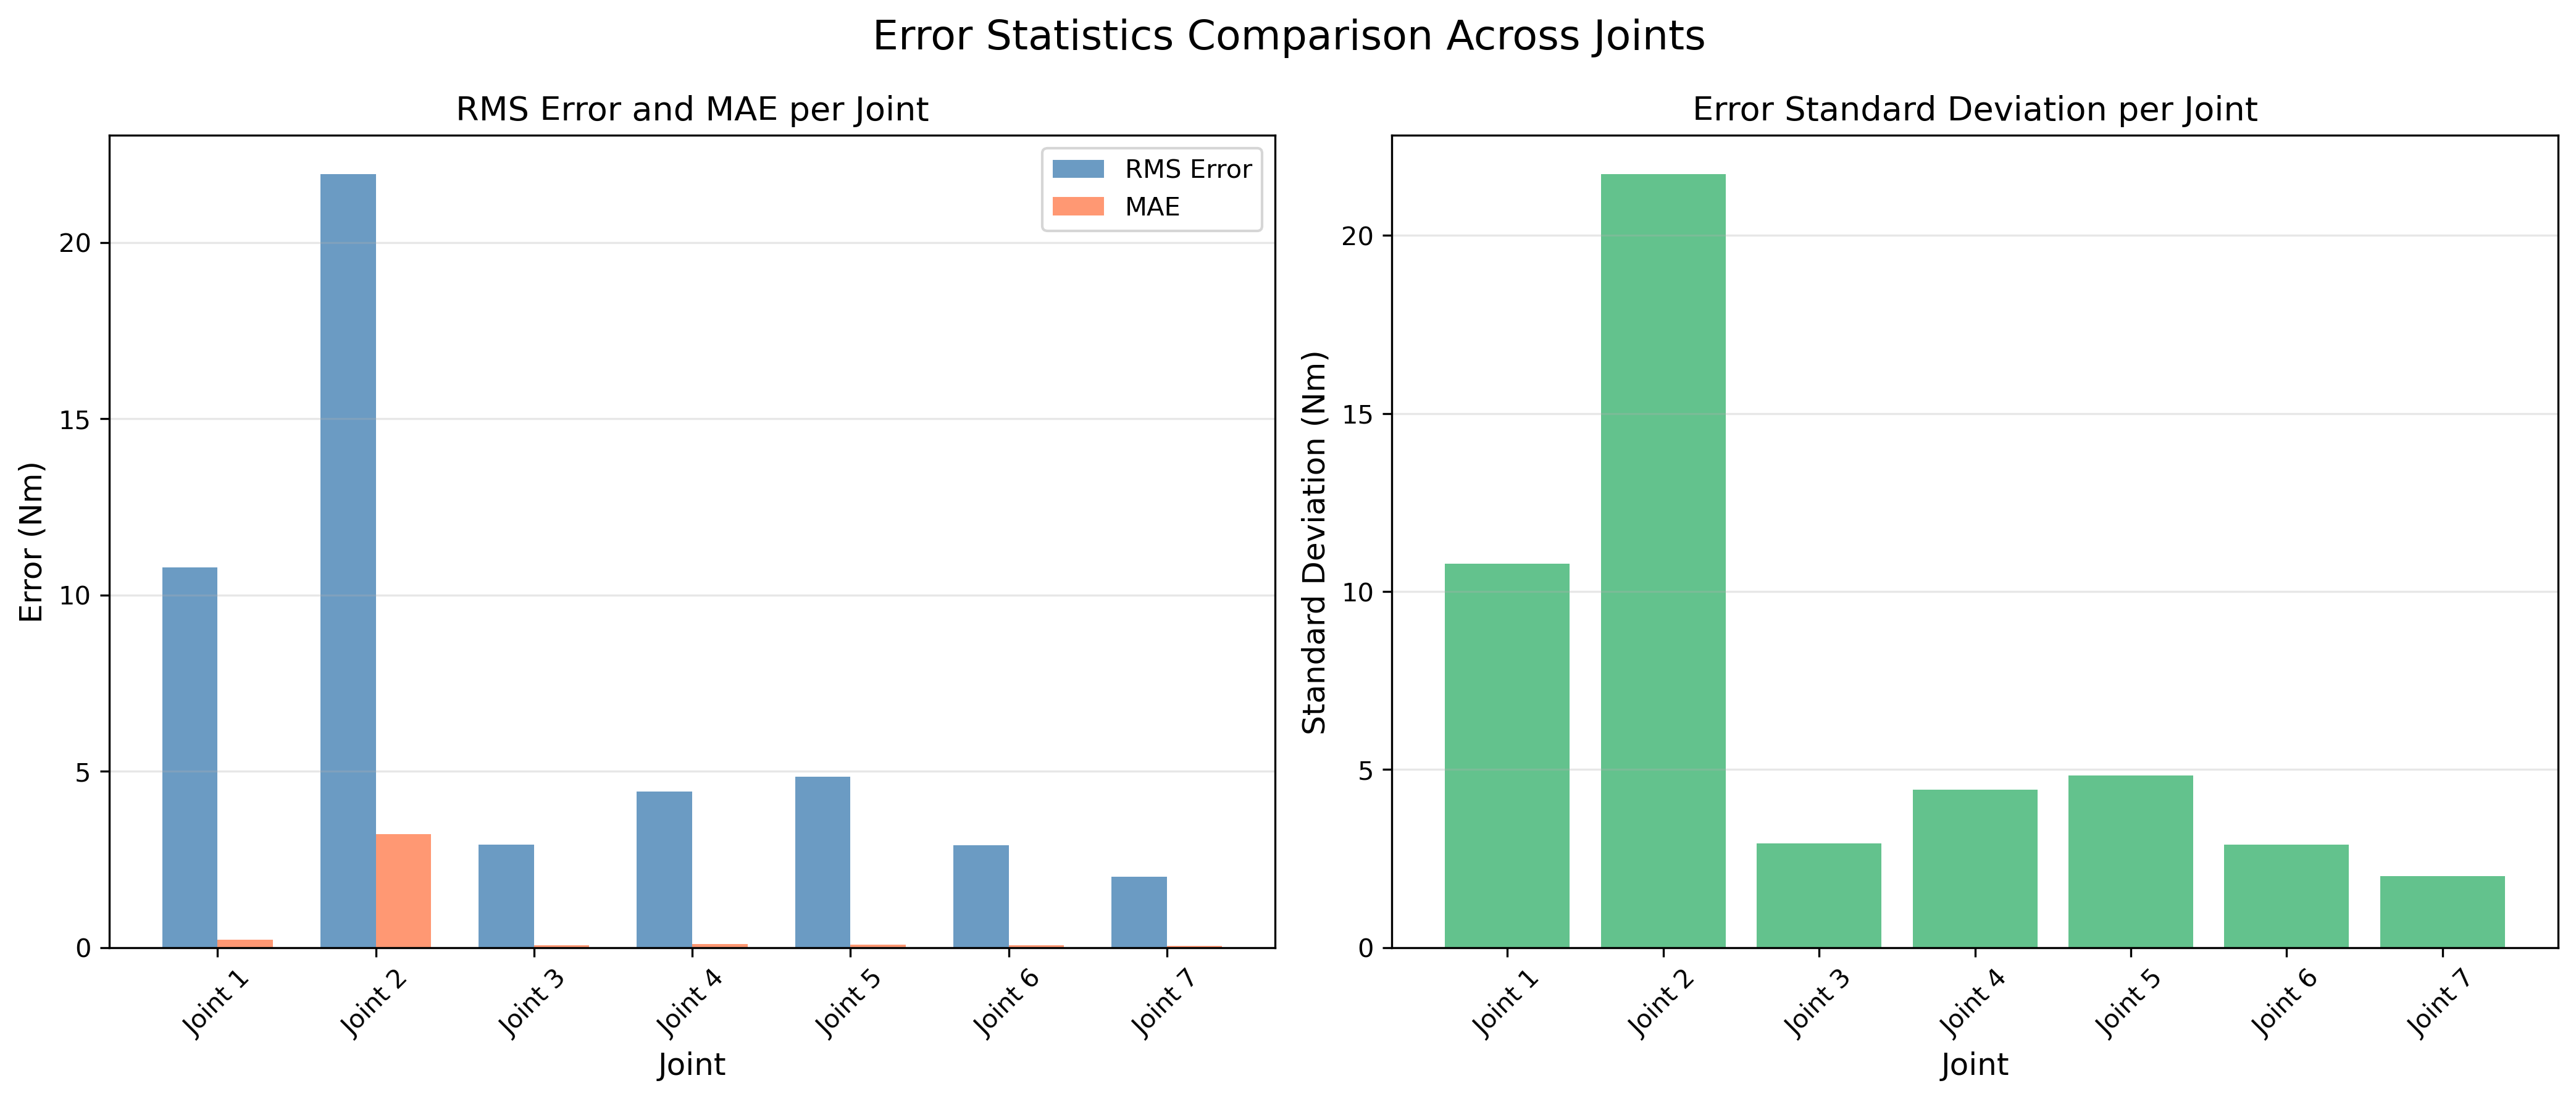 Error Statistics Comparison Across Joints
RMS Error and MAE per Joint
Error (Nm)
20
15
10
5
0
RMS Error
MAE
Joint 1
Joint 2
Joint 3
Joint 4
Joint 5
Joint 6
Joint 7
Joint
Error Standard Deviation per Joint
Standard Deviation (Nm)
20
15
10
5
0
Joint 1
Joint 2
Joint 3
Joint 4
Joint 5
Joint 6
Joint 7
Joint